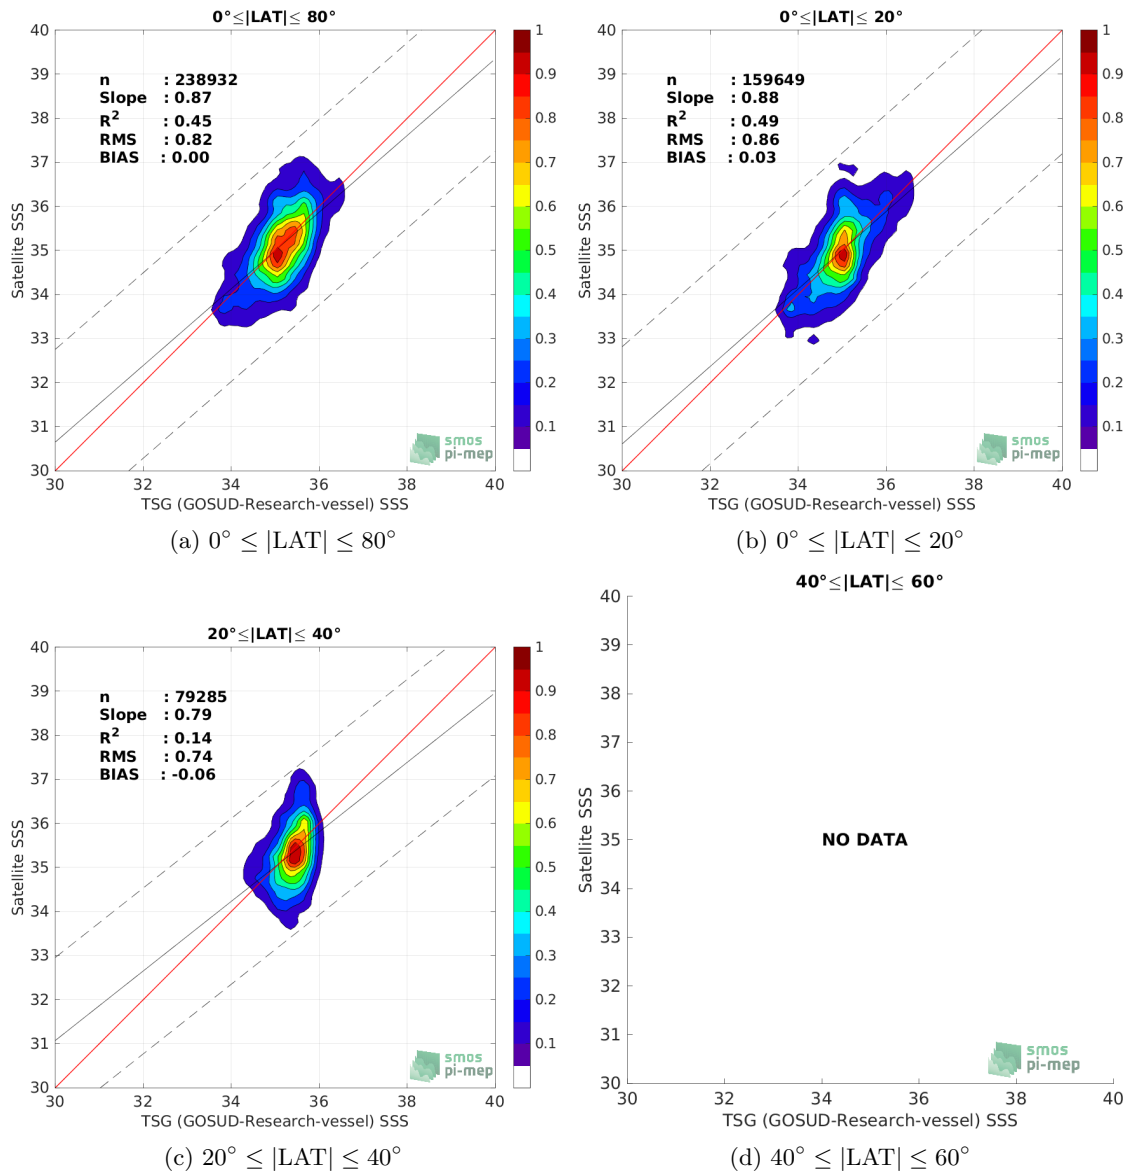 0°≤|LAT|≤ 80°
40
39
38
37
36
35
34
33
32
31
30
Satellite SSS
n : 238932
Slope : 0.87
R² : 0.45
RMS : 0.82
BIAS : 0.00
1
0.9
0.8
0.7
0.6
0.5
0.4
0.3
0.2
0.1
smos
pi-mep
30 32 34 36 38 40
TSG (GOSUD-Research-vessel) SSS
(a) 0° ≤ |LAT| ≤ 80°
0°≤|LAT|≤ 20°
40
39
38
37
36
35
34
33
32
31
30
Satellite SSS
n : 159649
Slope : 0.88
R² : 0.49
RMS : 0.86
BIAS : 0.03
1
0.9
0.8
0.7
0.6
0.5
0.4
0.3
0.2
0.1
smos
pi-mep
30 32 34 36 38 40
TSG (GOSUD-Research-vessel) SSS
(b) 0° ≤ |LAT| ≤ 20°
20°≤|LAT|≤ 40°
40
39
38
37
36
35
34
33
32
31
30
Satellite SSS
n : 79285
Slope : 0.79
R² : 0.14
RMS : 0.74
BIAS : -0.06
1
0.9
0.8
0.7
0.6
0.5
0.4
0.3
0.2
0.1
smos
pi-mep
30 32 34 36 38 40
TSG (GOSUD-Research-vessel) SSS
(c) 20° ≤ |LAT| ≤ 40°
40°≤|LAT|≤ 60°
40
39
38
37
36
35
34
33
32
31
30
Satellite SSS
NO DATA
smos
pi-mep
30 32 34 36 38 40
TSG (GOSUD-Research-vessel) SSS
(d) 40° ≤ |LAT| ≤ 60°